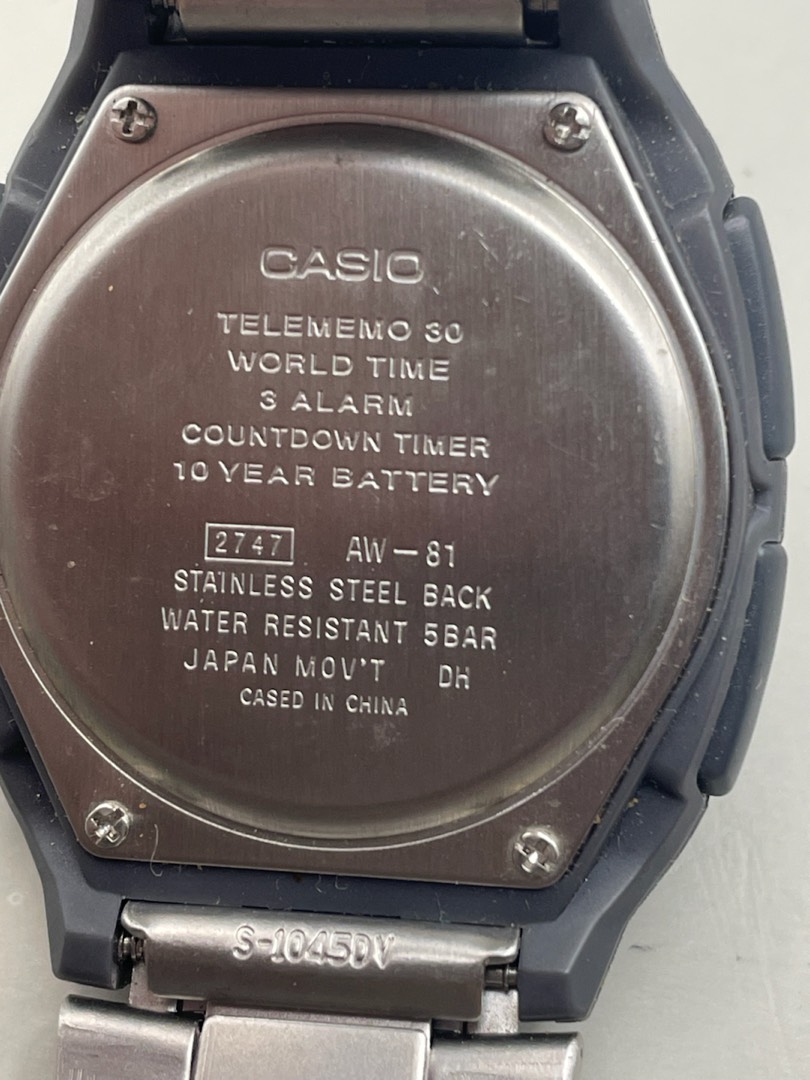 CASIO
TELEMEMO 30
WORLD TIME
3 ALARM
COUNTDOWN TIMER
10 YEAR BATTERY
2747 AW-81
STAINLESS STEEL BACK
WATER RESISTANT 5BAR
JAPAN MOV'T DH
CASED IN CHINA
S-1045DY